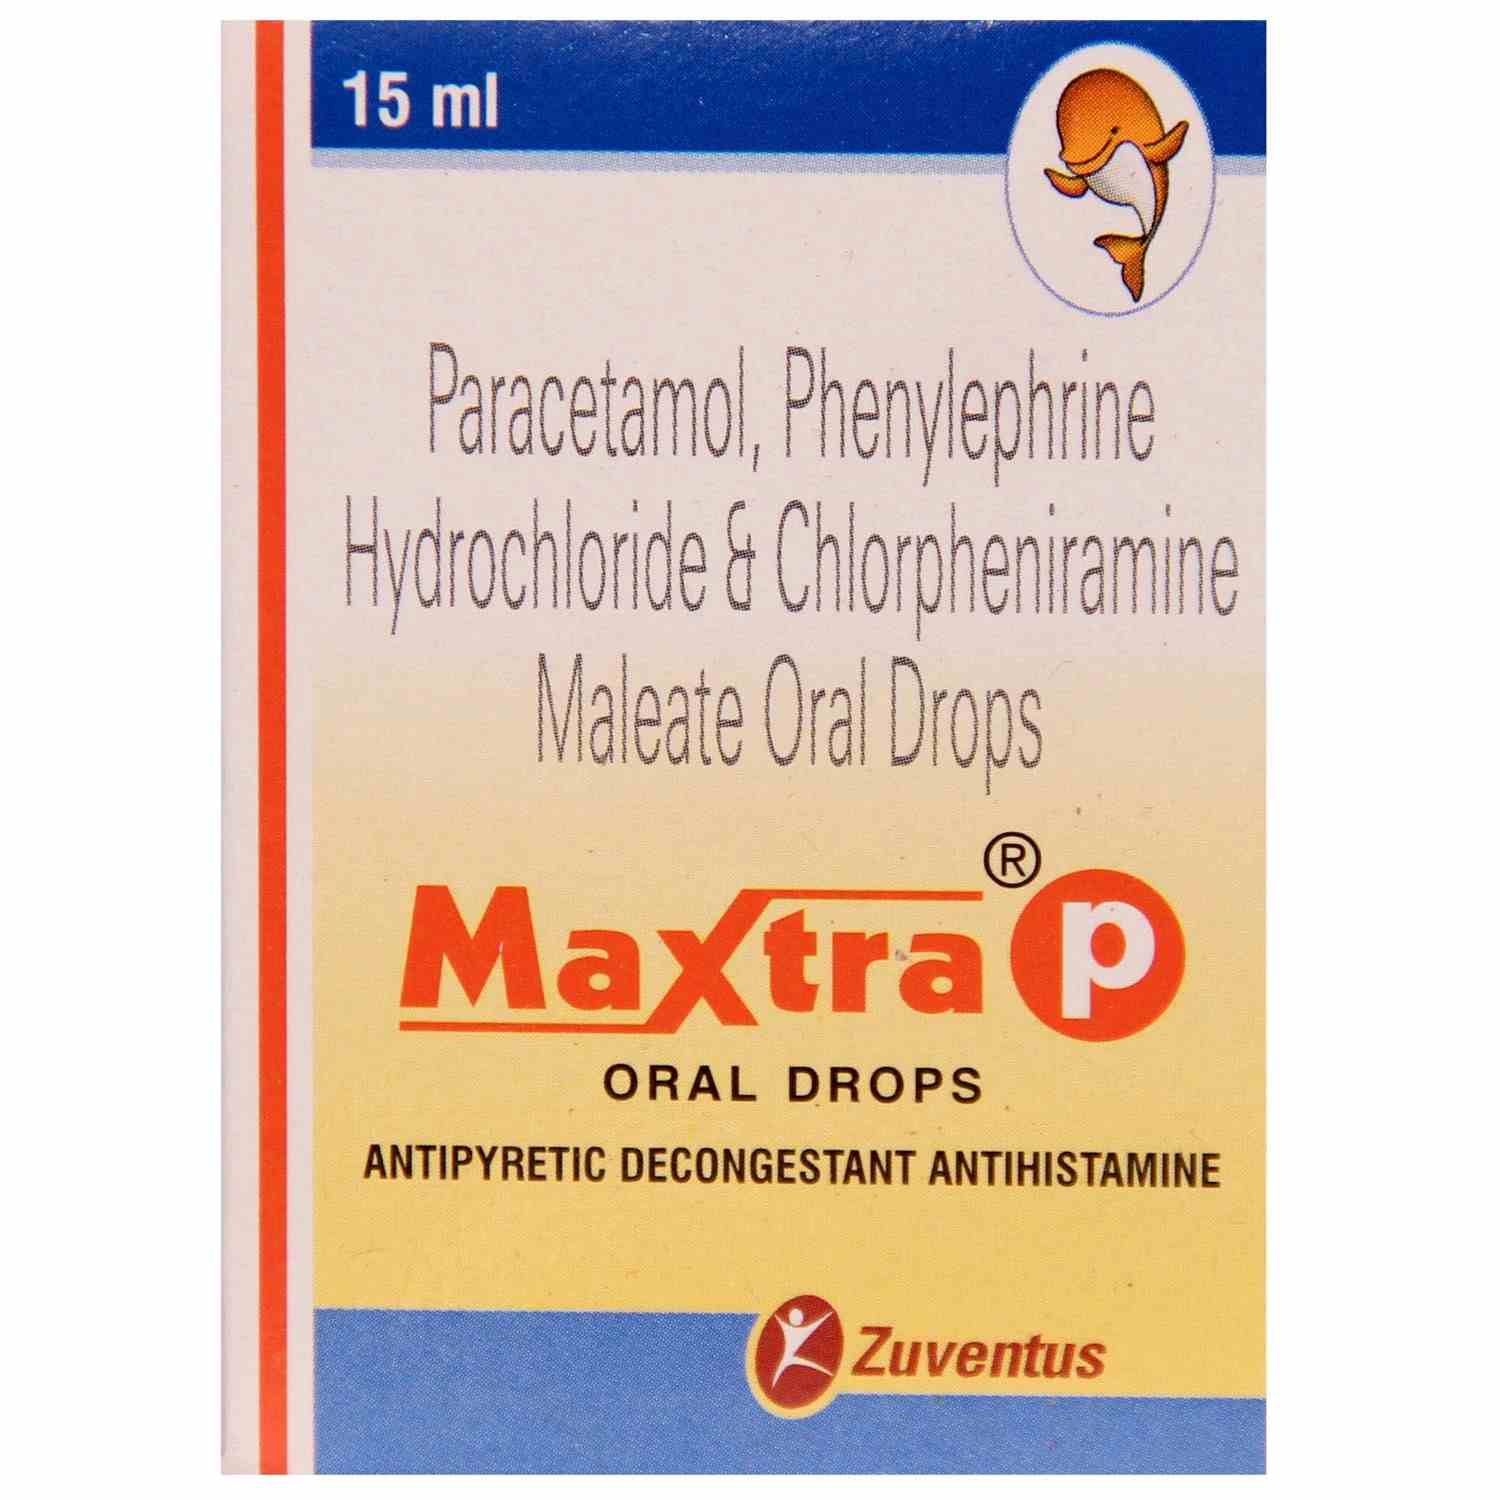 15 ml
Paracetamol, Phenylephrine
Hydrochloride & Chlorpheniramine
Maleate Oral Drops
Maxtra® P
ORAL DROPS
ANTIPYRETIC DECONGESTANT ANTIHISTAMINE
Zuventus